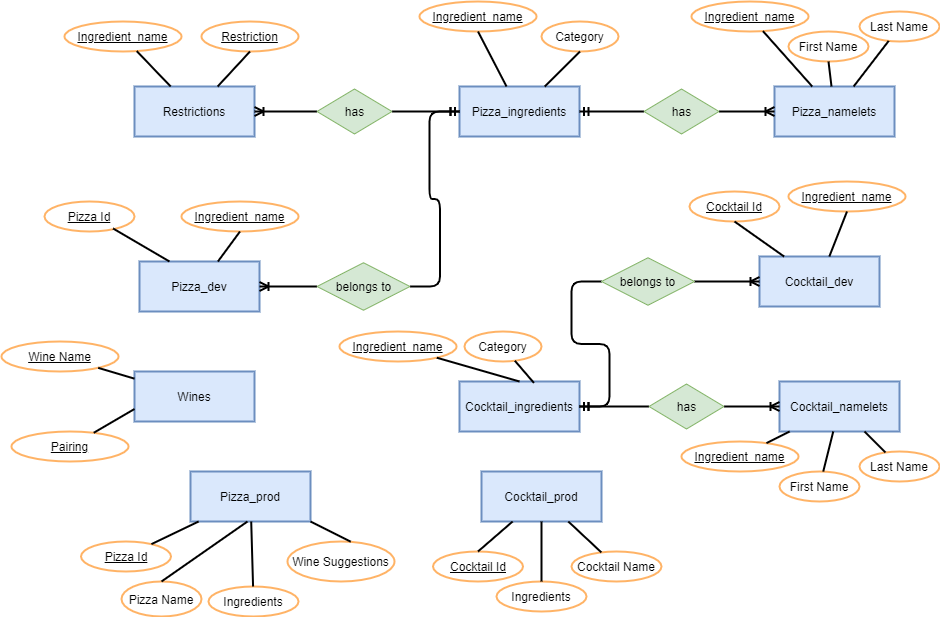 Ingredient_name
Restriction
Restrictions
has
Ingredient_name
Category
Pizza_ingredients
has
Ingredient_name
First Name
Last Name
Pizza_namelets
Pizza Id
Ingredient_name
Pizza_dev
belongs to
Cocktail Id
Ingredient_name
belongs to
Cocktail_dev
Wine Name
Wines
Pairing
Ingredient_name
Category
Cocktail_ingredients
has
Cocktail_namelets
Ingredient_name
First Name
Last Name
Pizza_prod
Pizza Id
Pizza Name
Ingredients
Wine Suggestions
Cocktail_prod
Cocktail Id
Ingredients
Cocktail Name